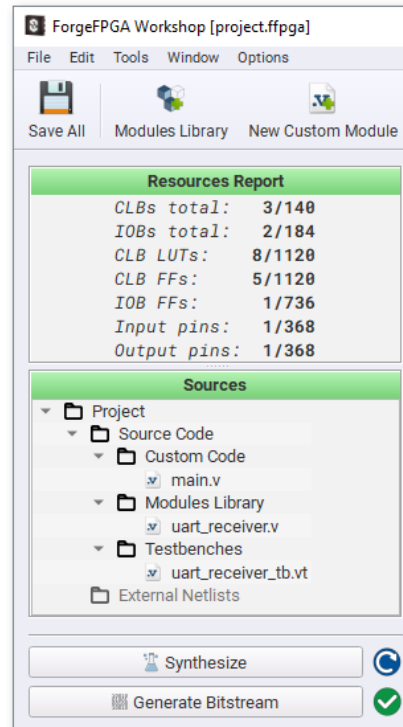 ForgeFPGA Workshop [project.ffpga]
File Edit Tools Window Options
Save All Modules Library New Custom Module
Resources Report
CLBs total: 3/140
IOBs total: 2/184
CLB LUTs: 8/1120
CLB FFs: 5/1120
IOB FFs: 1/736
Input pins: 1/368
Output pins: 1/368
Sources
Project
Source Code
Custom Code
main.v
Modules Library
uart_receiver.v
Testbenches
uart_receiver_tb.vt
External Netlists
Synthesize
Generate Bitstream